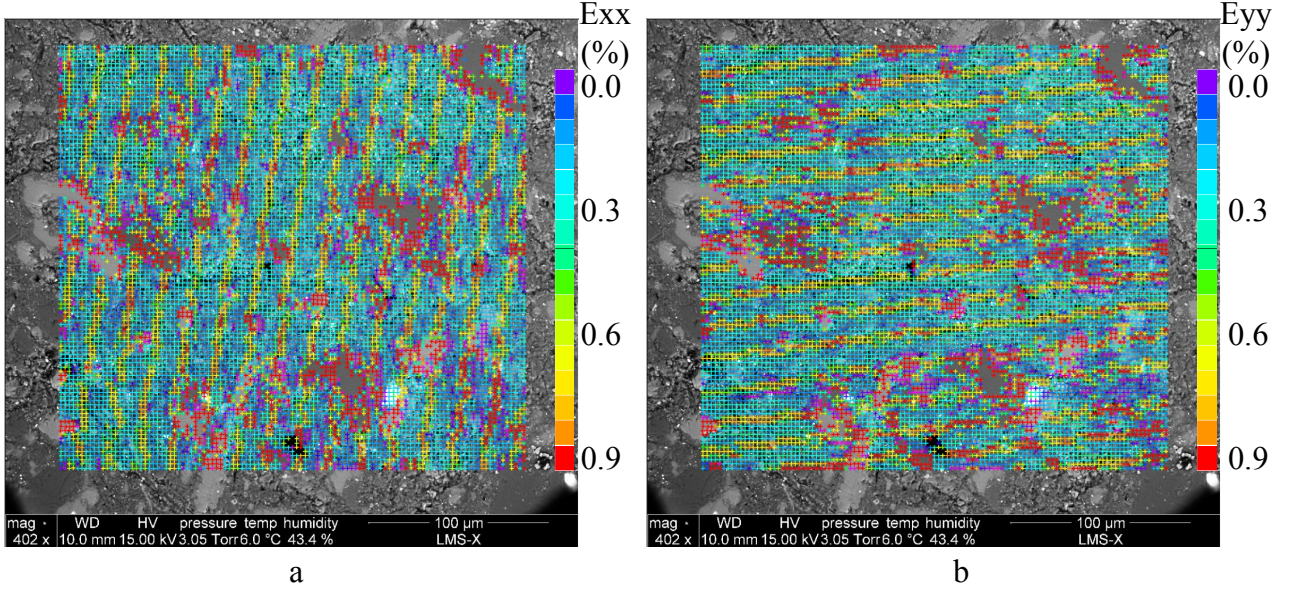 Exx
(%)
0.0
0.3
0.6
0.9
mag WD HV pressure temp humidity 100 µm
402 x 10.0 mm 15.00 kV 3.05 Torr 6.0 °C 43.4 % LMS-X
a
Eyy
(%)
0.0
0.3
0.6
0.9
mag WD HV pressure temp humidity 100 µm
402 x 10.0 mm 15.00 kV 3.05 Torr 6.0 °C 43.4 % LMS-X
b